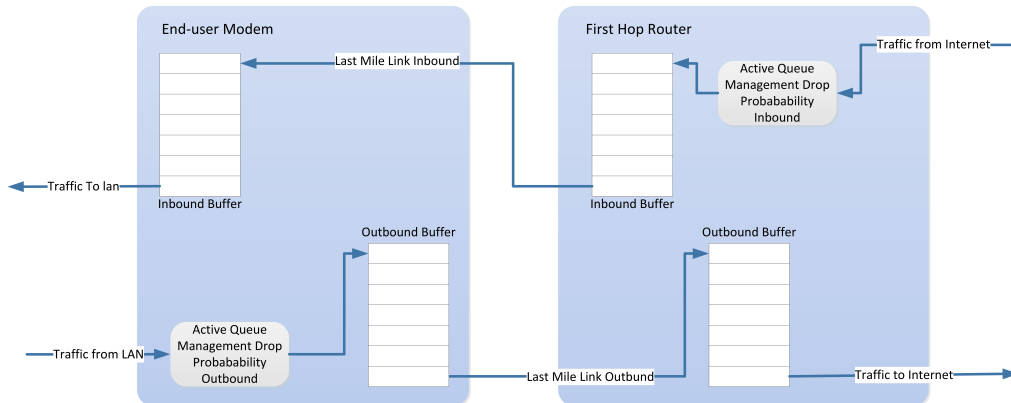 End-user Modem
First Hop Router
Traffic from Internet
Last Mile Link Inbound
Active Queue
Management Drop
Probabability
Inbound
Traffic To lan
Inbound Buffer
Inbound Buffer
Outbound Buffer
Outbound Buffer
Active Queue
Management Drop
Probabability
Outbound
Traffic from LAN
Last Mile Link Outbund
Traffic to Internet